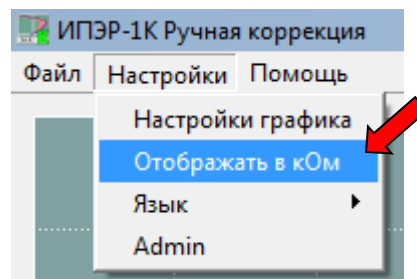 ИПЭР-1К Ручная коррекция
Файл Настройки Помощь
Настройки графика
Отображать в кОм
Язык
Admin